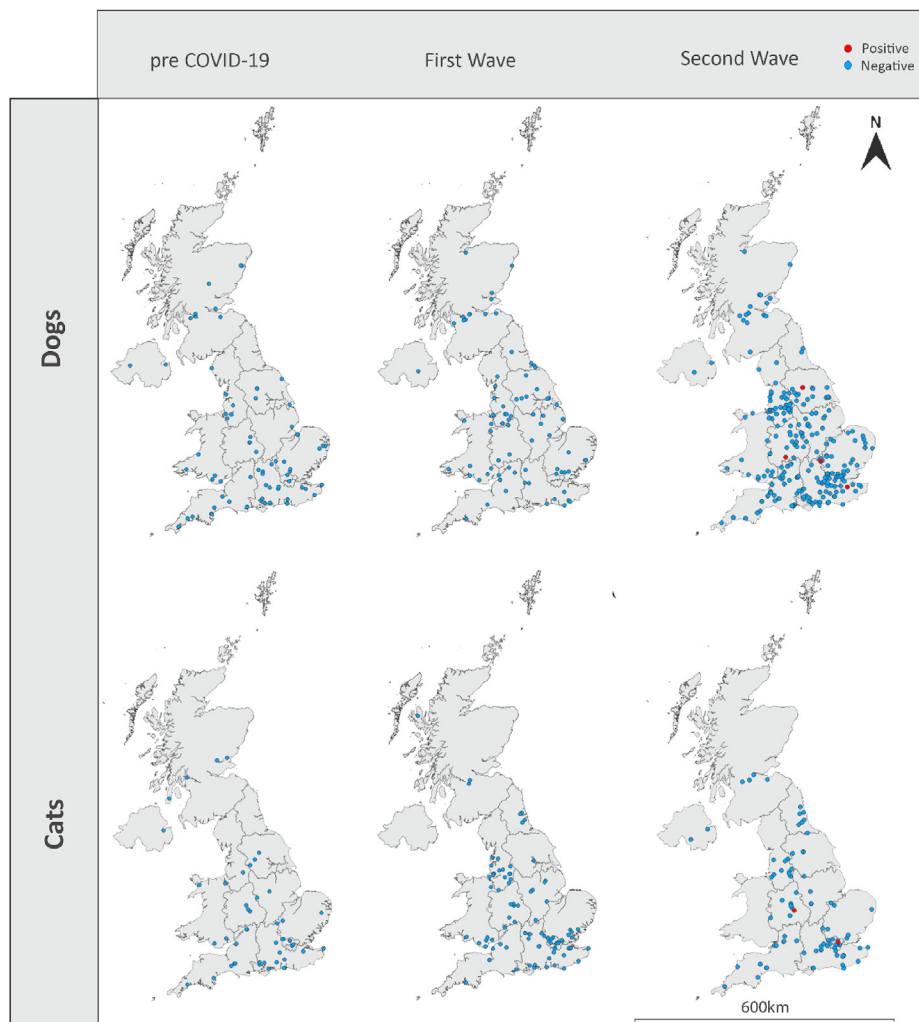 pre COVID-19
First Wave
Second Wave
Positive
Negative
N
Dogs
Cats
600km